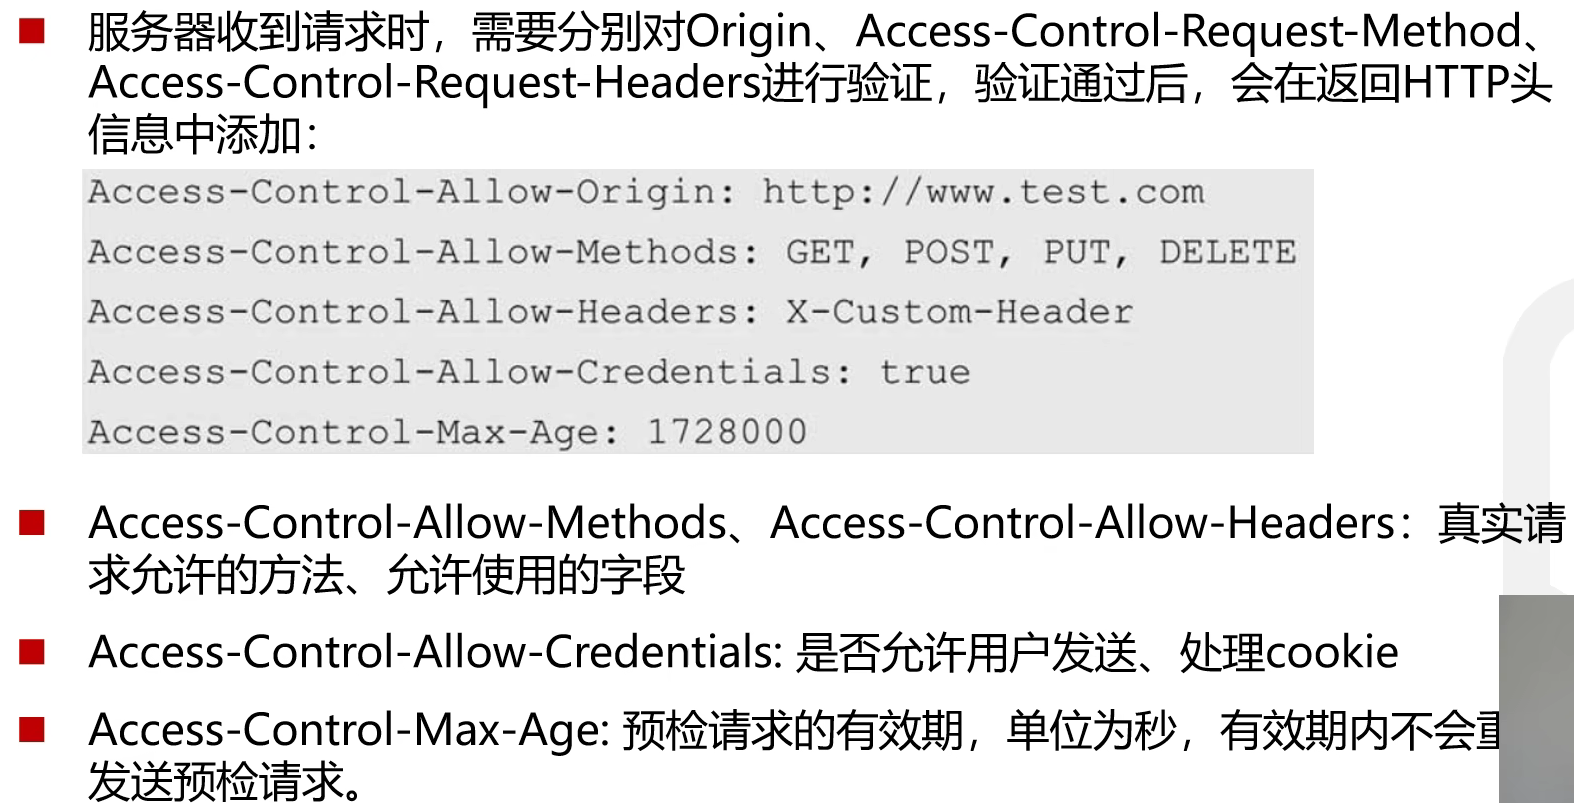 服务器收到请求时，需要分别对Origin、Access-Control-Request-Method、
Access-Control-Request-Headers进行验证，验证通过后，会在返回HTTP头
信息中添加：
Access-Control-Allow-Origin: http://www.test.com
Access-Control-Allow-Methods: GET, POST, PUT, DELETE
Access-Control-Allow-Headers: X-Custom-Header
Access-Control-Allow-Credentials: true
Access-Control-Max-Age: 1728000
Access-Control-Allow-Methods、Access-Control-Allow-Headers：真实请
求允许的方法、允许使用的字段
Access-Control-Allow-Credentials: 是否允许用户发送、处理cookie
Access-Control-Max-Age: 预检请求的有效期，单位为秒，有效期内不会重
发送预检请求。